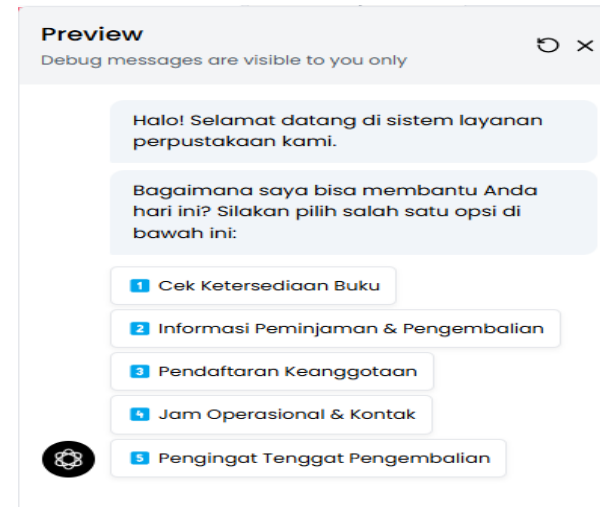 Preview
Debug messages are visible to you only
Halo! Selamat datang di sistem layanan
perpustakaan kami.
Bagaimana saya bisa membantu Anda
hari ini? Silakan pilih salah satu opsi di
bawah ini:
1 Cek Ketersediaan Buku
2 Informasi Peminjaman & Pengembalian
3 Pendaftaran Keanggotaan
4 Jam Operasional & Kontak
5 Pengingat Tenggat Pengembalian